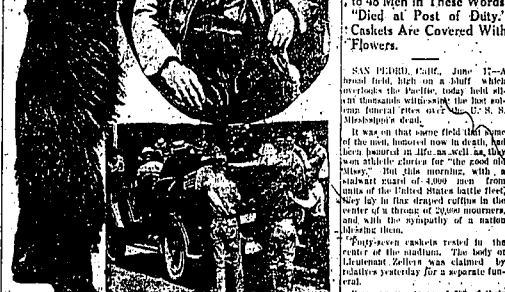 to 48 Men in These Words
"Died at Post of Duty."
Caskets Are Covered With
Flowers.
SAN PEDRO, Calif., June 17—A
broad field, high on a bluff which
overlooks the Pacific, today held sil-
ent thousands witnessing the last sol-
emn funeral rites over the U. S. S.
Mississippi's dead.
It was on that same field that some
of the men, honored now in death, had
been honored in life as well as they
won athletic glories for "the good old
Missy." But this morning, with a
stalwart guard of 4,000 men from
units of the United States battle fleet,
they lay in flag draped coffins in the
center of a throng of 20,000 mourners,
and with the sympathy of a nation
blessing them.
Forty-seven caskets rested in the
center of the stadium. The body of
Lieutenant Zellers was claimed by
relatives yesterday for a separate fun-
eral.